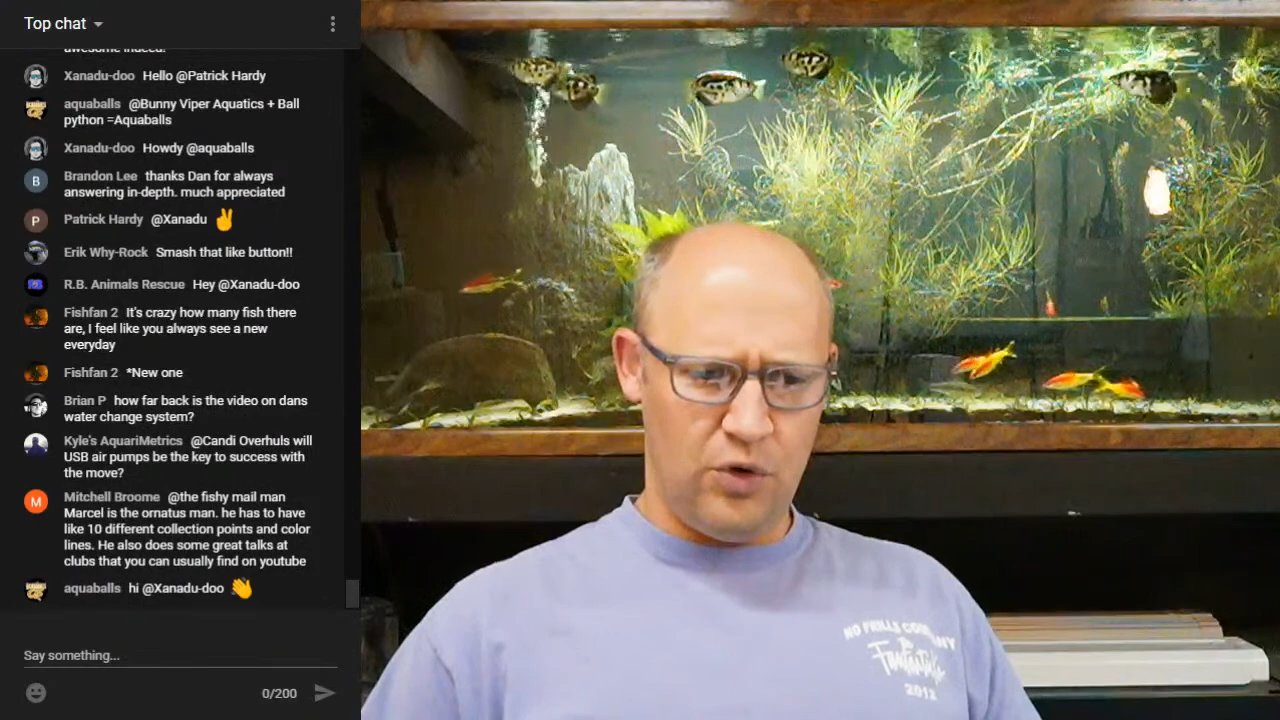 Top chat
awesome indeed!
Xanadu-doo Hello @Patrick Hardy
aquaballs @Bunny Viper Aquatics + Ball
python =Aquaballs
Xanadu-doo Howdy @aquaballs
B
Brandon Lee thanks Dan for always
answering in-depth. much appreciated
P
Patrick Hardy @Xanadu ✌
Erik Why-Rock Smash that like button!!
R.B. Animals Rescue Hey @Xanadu-doo
Fishfan 2 It's crazy how many fish there
are, I feel like you always see a new
everyday
Fishfan 2 *New one
Brian P how far back is the video on dans
water change system?
Kyle's AquariMetrics @Candi Overhuls will
USB air pumps be the key to success with
the move?
M
Mitchell Broome @the fishy mail man
Marcel is the ornatus man. he has to have
like 10 different collection points and color
lines. He also does some great talks at
clubs that you can usually find on youtube
aquaballs hi @Xanadu-doo 👋
Say something...
0/200
NO FRILLS COMPANY
2012